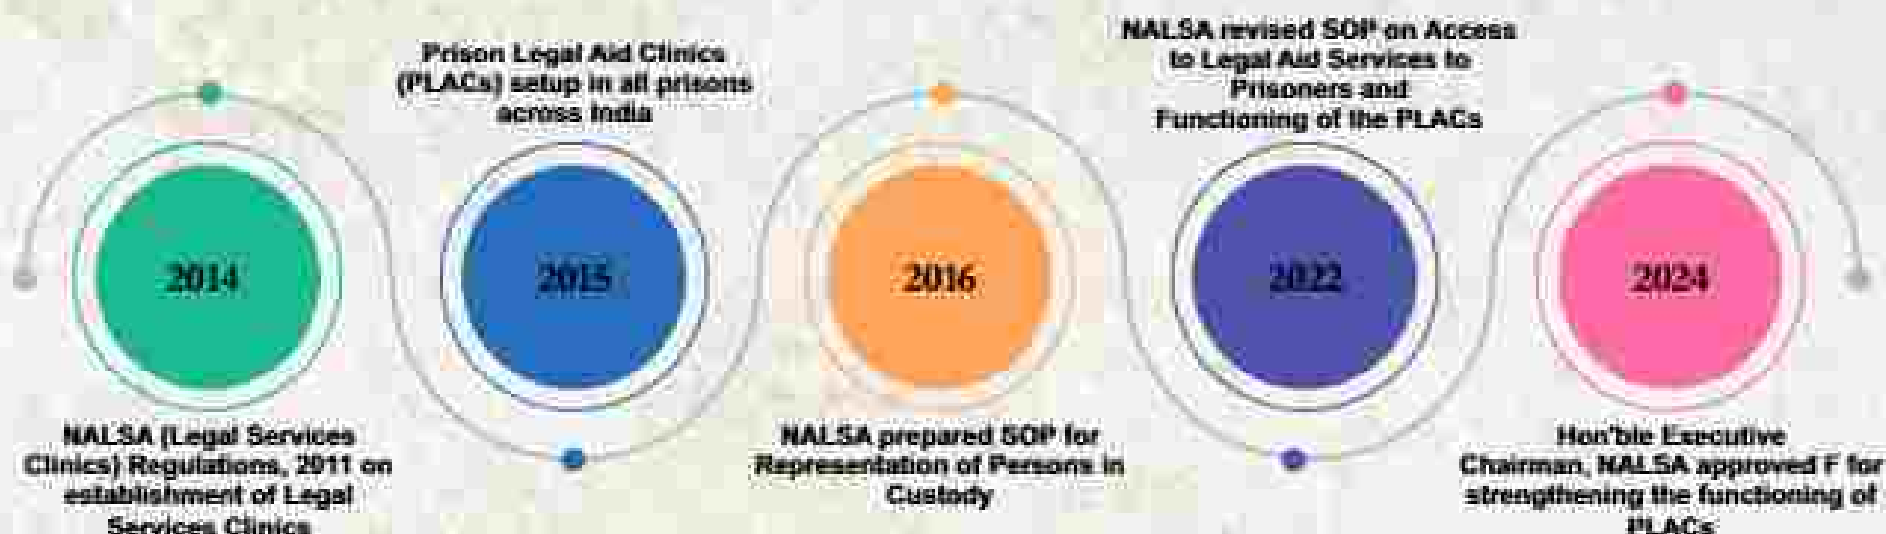 2014
NALSA (Legal Services
Clinics) Regulations, 2011 on
establishment of Legal
Services Clinics
Prison Legal Aid Clinics
(PLACs) setup in all prisons
across India
2015
2016
NALSA prepared SOP for
Representation of Persons in
Custody
NALSA revised SOP on Access
to Legal Aid Services to
Prisoners and
Functioning of the PLACs
2022
2024
Hon'ble Executive
Chairman, NALSA approved F for
strengthening the functioning of
PLACs